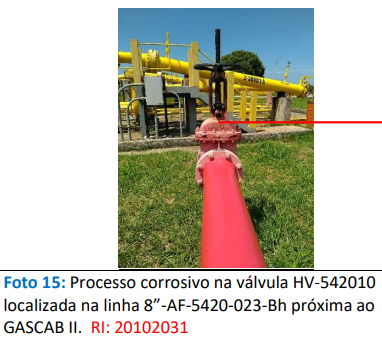 Foto 15: Processo corrosivo na válvula HV-542010
localizada na linha 8”-AF-5420-023-Bh próxima ao
GASCAB II.  RI: 20102031